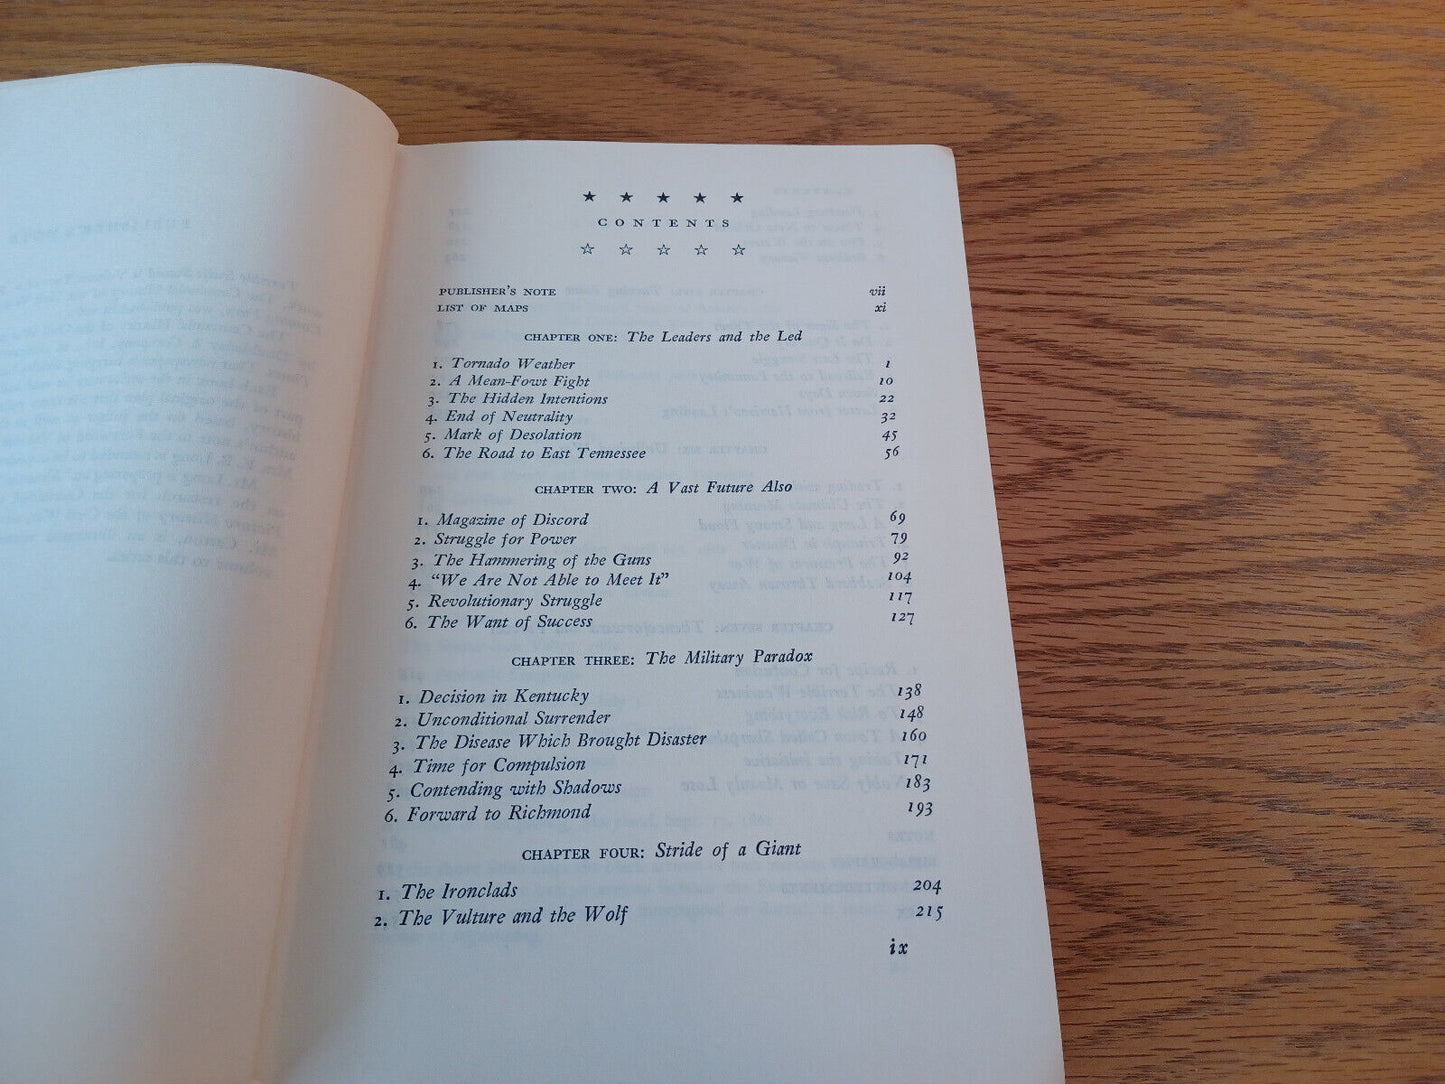 ★ ★ ★ ★ ★
CONTENTS
☆ ☆ ☆ ☆ ☆
PUBLISHER'S NOTE vii
LIST OF MAPS xi
CHAPTER ONE: The Leaders and the Led
1. Tornado Weather 1
2. A Mean-Fowt Fight 10
3. The Hidden Intentions 22
4. End of Neutrality 32
5. Mark of Desolation 45
6. The Road to East Tennessee 56
CHAPTER TWO: A Vast Future Also
1. Magazine of Discord 69
2. Struggle for Power 79
3. The Hammering of the Guns 92
4. "We Are Not Able to Meet It" 104
5. Revolutionary Struggle 117
6. The Want of Success 127
CHAPTER THREE: The Military Paradox
1. Decision in Kentucky 138
2. Unconditional Surrender 148
3. The Disease Which Brought Disaster 160
4. Time for Compulsion 171
5. Contending with Shadows 183
6. Forward to Richmond 193
CHAPTER FOUR: Stride of a Giant
1. The Ironclads 204
2. The Vulture and the Wolf 215
ix